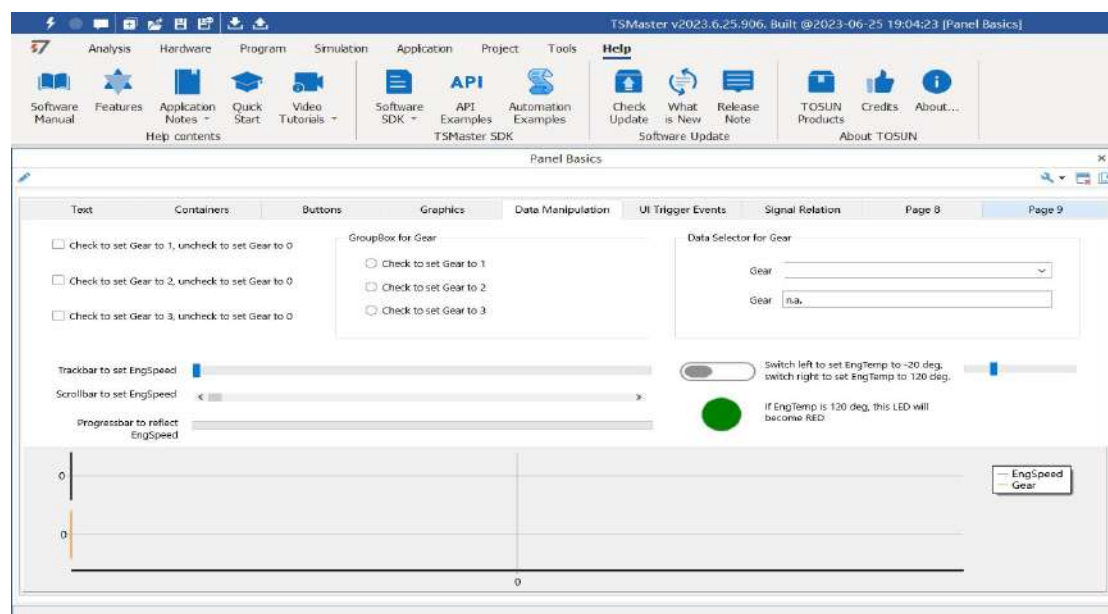 TSMaster v2023.6.25.906. Built @2023-06-25 19:04:23 [Panel Basics]
Analysis Hardware Program Simulation Application Project Tools Help
Software Manual
Features
Application Notes
Quick Start
Video Tutorials
Software SDK
API
API Examples
Automation Examples
Check Update
What is New
Release Note
TOSUN Products
Credits
About...
Help contents
TSMaster SDK
Software Update
About TOSUN
Panel Basics
Text Containers Buttons Graphics Data Manipulation UI Trigger Events Signal Relation Page 8 Page 9
Check to set Gear to 1, uncheck to set Gear to 0
Check to set Gear to 2, uncheck to set Gear to 0
Check to set Gear to 3, uncheck to set Gear to 0
GroupBox for Gear
Check to set Gear to 1
Check to set Gear to 2
Check to set Gear to 3
Data Selector for Gear
Gear
Gear n.a.
Trackbar to set EngSpeed
Scrollbar to set EngSpeed
Progressbar to reflect
EngSpeed
Switch left to set EngTemp to -20 deg,
switch right to set EngTemp to 120 deg.
If EngTemp is 120 deg, this LED will
become RED
0
0
0
EngSpeed
Gear